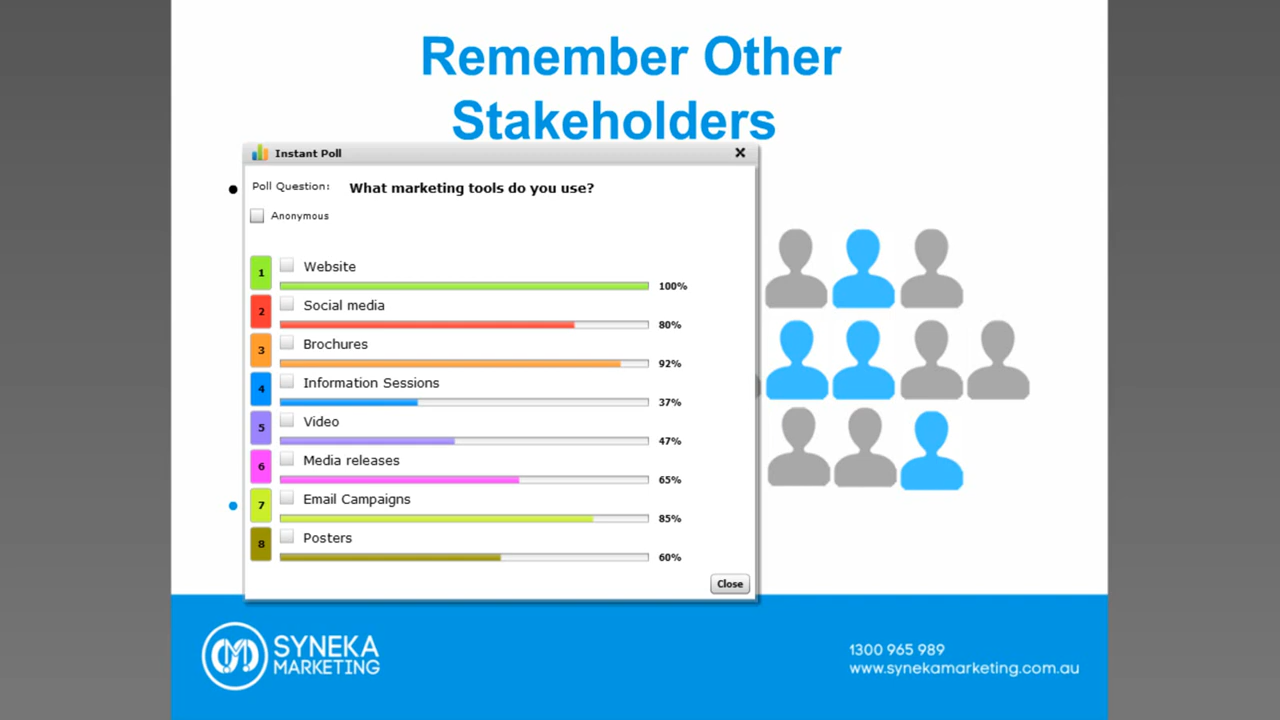 Remember Other
Stakeholders
Instant Poll
Poll Question: What marketing tools do you use?
Anonymous
1 Website 100%
2 Social media 80%
3 Brochures 92%
4 Information Sessions 37%
5 Video 47%
6 Media releases 65%
7 Email Campaigns 85%
8 Posters 60%
Close
SYNEKA
MARKETING
1300 965 989
www.synekamarketing.com.au